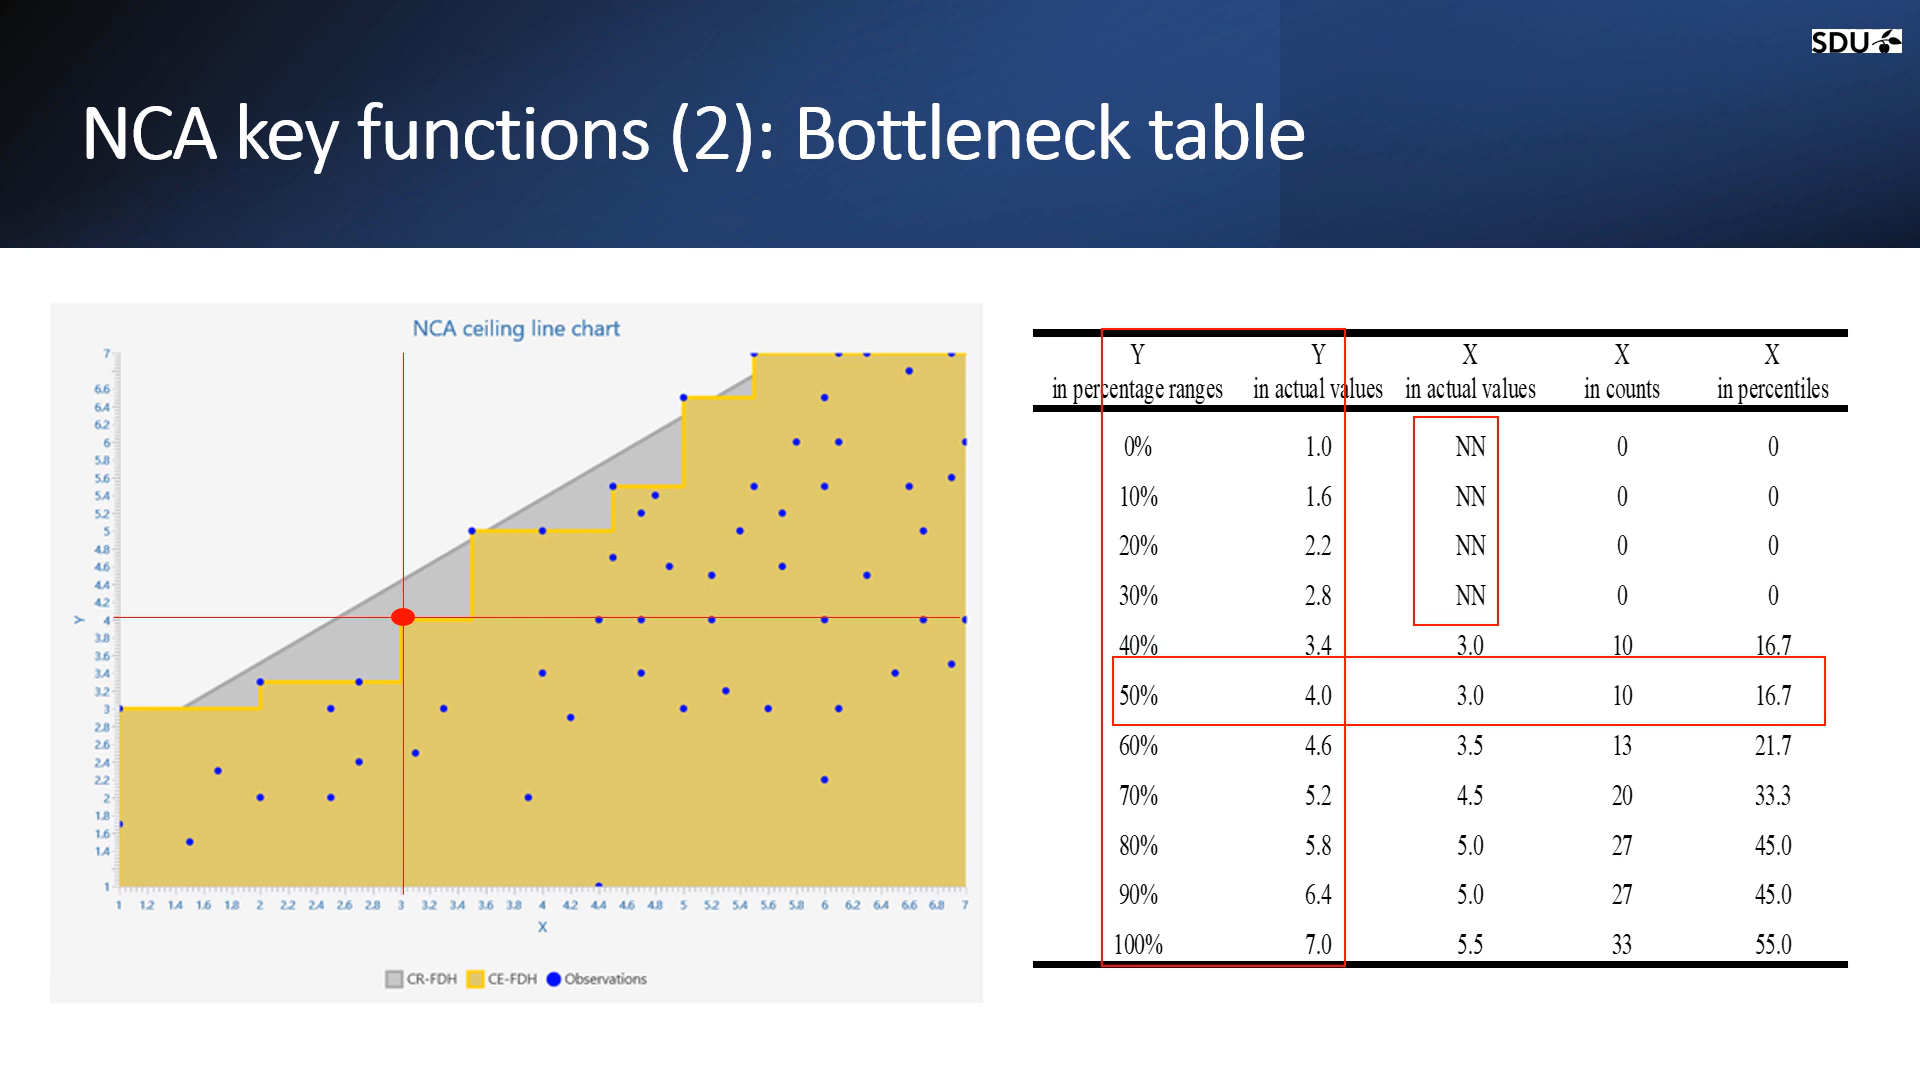 SDU
NCA key functions (2): Bottleneck table
NCA ceiling line chart
7
6.6
6.4
6.2
6
5.8
5.6
5.4
5.2
5
4.8
4.6
4.4
4.2
4
3.8
3.6
3.4
3.2
3
2.8
2.6
2.4
2.2
2
1.8
1.6
1.4
1
Y
1 1.2 1.4 1.6 1.8 2 2.2 2.4 2.6 2.8 3 3.2 3.4 3.6 3.8 4 4.2 4.4 4.6 4.8 5 5.2 5.4 5.6 5.8 6 6.2 6.4 6.6 6.8 7
X
CR-FDH CE-FDH Observations
Y Y X X X
in percentage ranges in actual values in actual values in counts in percentiles
0% 1.0 NN 0 0
10% 1.6 NN 0 0
20% 2.2 NN 0 0
30% 2.8 NN 0 0
40% 3.4 3.0 10 16.7
50% 4.0 3.0 10 16.7
60% 4.6 3.5 13 21.7
70% 5.2 4.5 20 33.3
80% 5.8 5.0 27 45.0
90% 6.4 5.0 27 45.0
100% 7.0 5.5 33 55.0